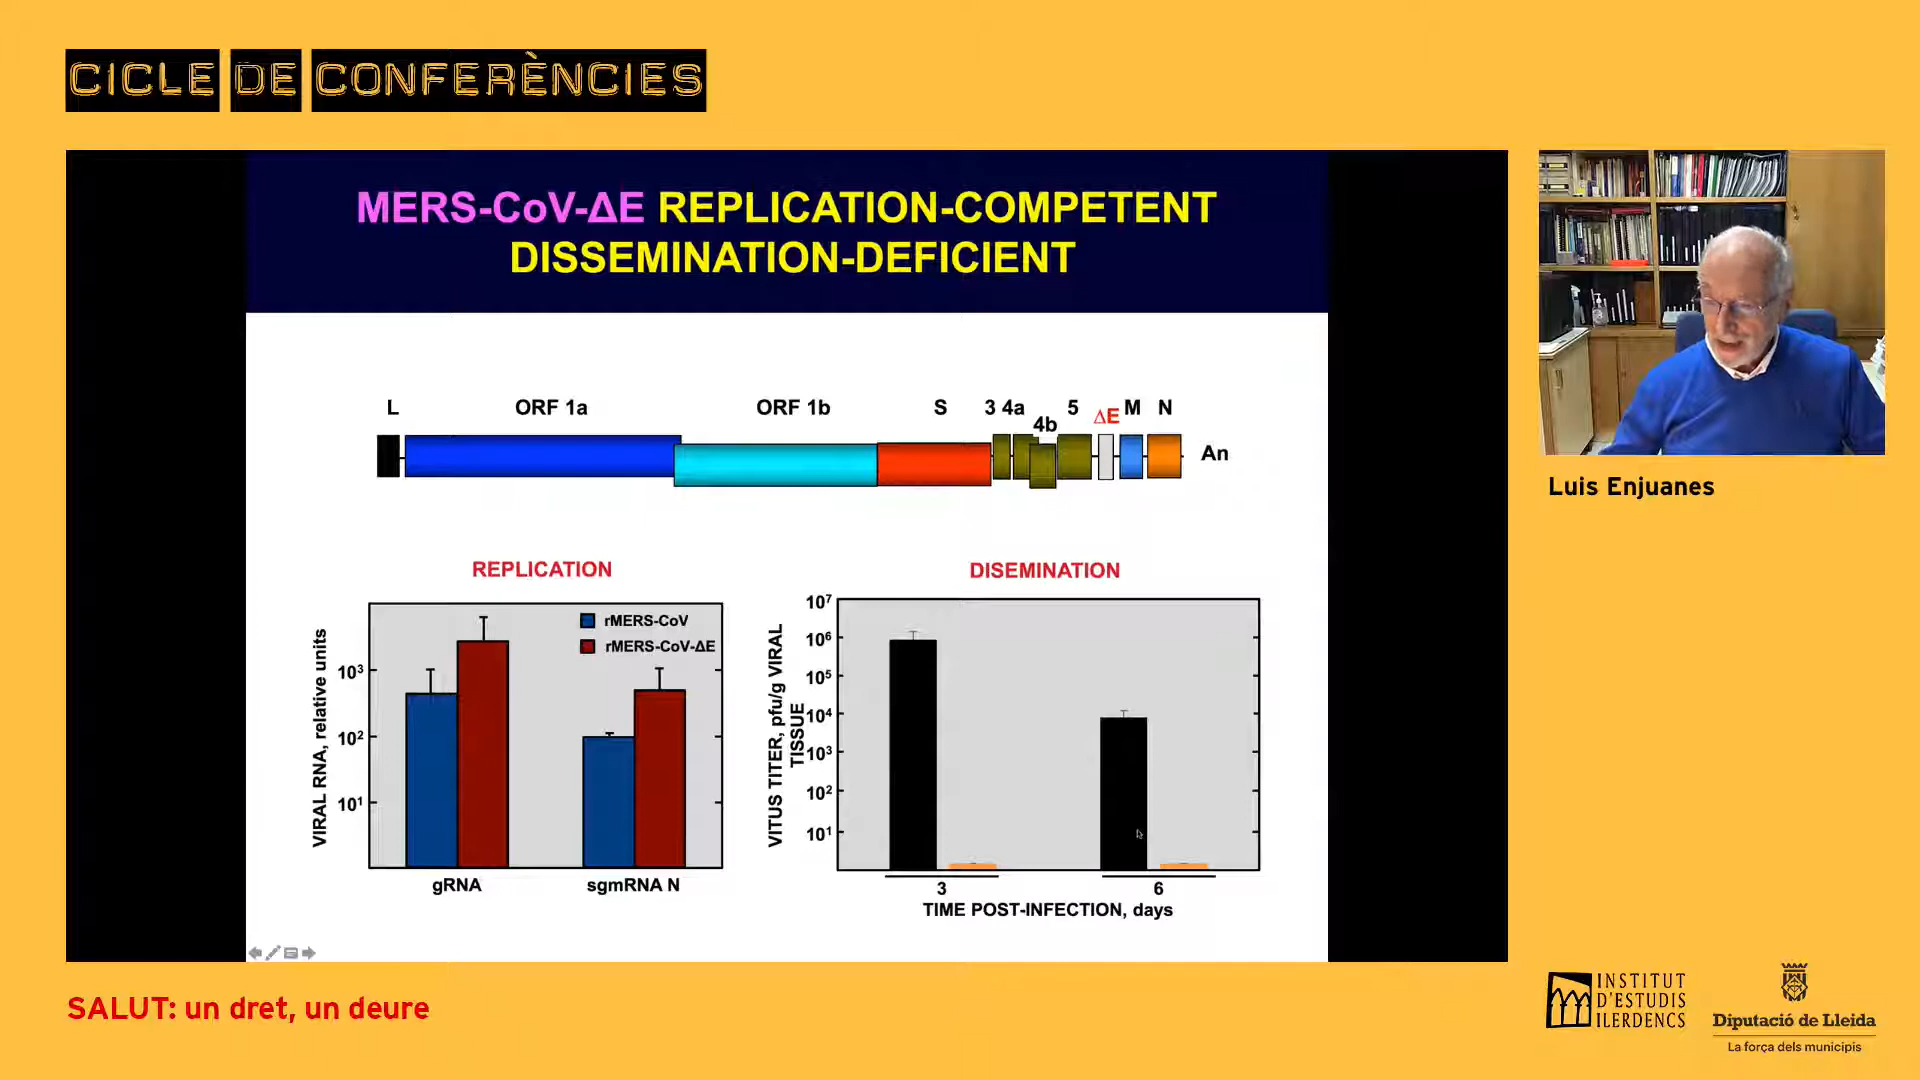 CICLE DE CONFERÈNCIES
MERS-CoV-ΔE REPLICATION-COMPETENT
DISSEMINATION-DEFICIENT
L
ORF 1a
ORF 1b
S
3 4a
4b
5
ΔE
M
N
An
REPLICATION
VIRAL RNA, relative units
10³
10²
10¹
rMERS-CoV
rMERS-CoV-ΔE
gRNA
sgmRNA N
DISEMINATION
VITUS TITER, pfu/g VIRAL
TISSUE
10⁷
10⁶
10⁵
10⁴
10³
10²
10¹
3
6
TIME POST-INFECTION, days
Luis Enjuanes
SALUT: un dret, un deure
INSTITUT
D'ESTUDIS
ILERDENCS
Diputació de Lleida
La força dels municipis